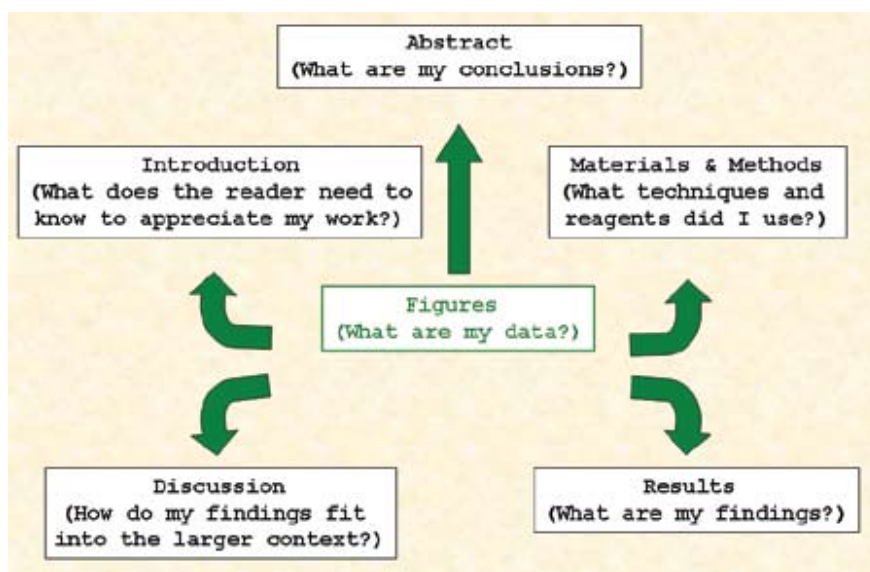 Abstract
(What are my conclusions?)
Introduction
(What does the reader need to
know to appreciate my work?)
Materials & Methods
(What techniques and
reagents did I use?)
Figures
(What are my data?)
Discussion
(How do my findings fit
into the larger context?)
Results
(What are my findings?)